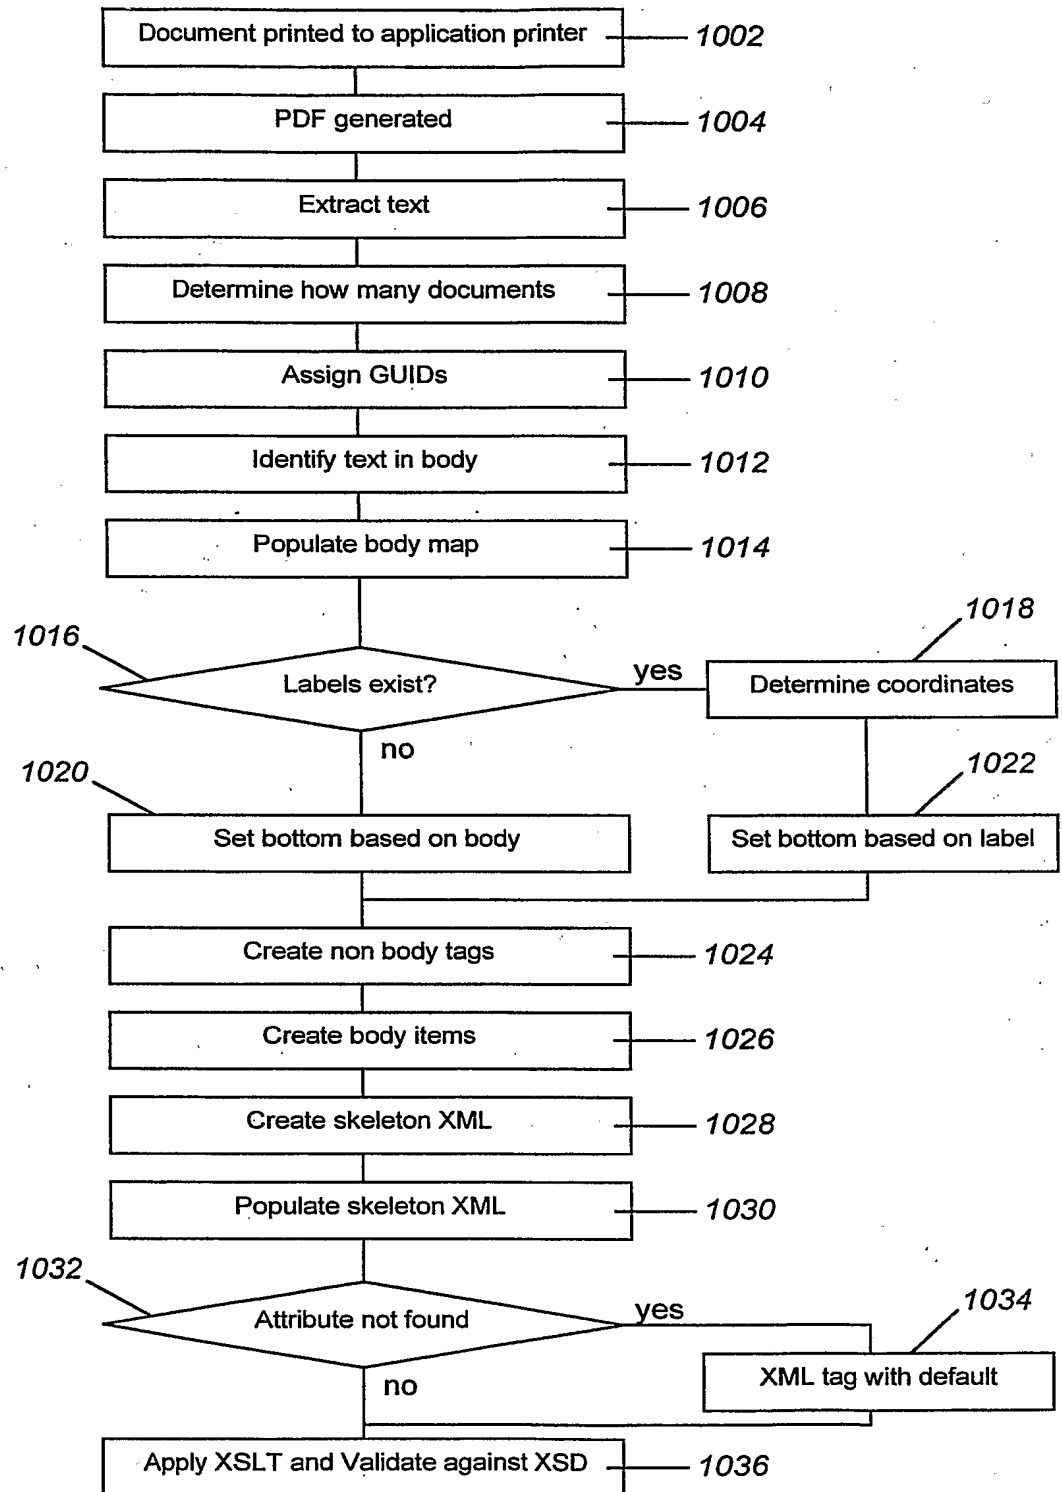 Document printed to application printer 1002
PDF generated 1004
Extract text 1006
Determine how many documents 1008
Assign GUIDs 1010
Identify text in body 1012
Populate body map 1014
1016 Labels exist? yes Determine coordinates 1018
no
1020 Set bottom based on body
1022 Set bottom based on label
Create non body tags 1024
Create body items 1026
Create skeleton XML 1028
Populate skeleton XML 1030
1032 Attribute not found yes
1034 XML tag with default
no
Apply XSLT and Validate against XSD 1036